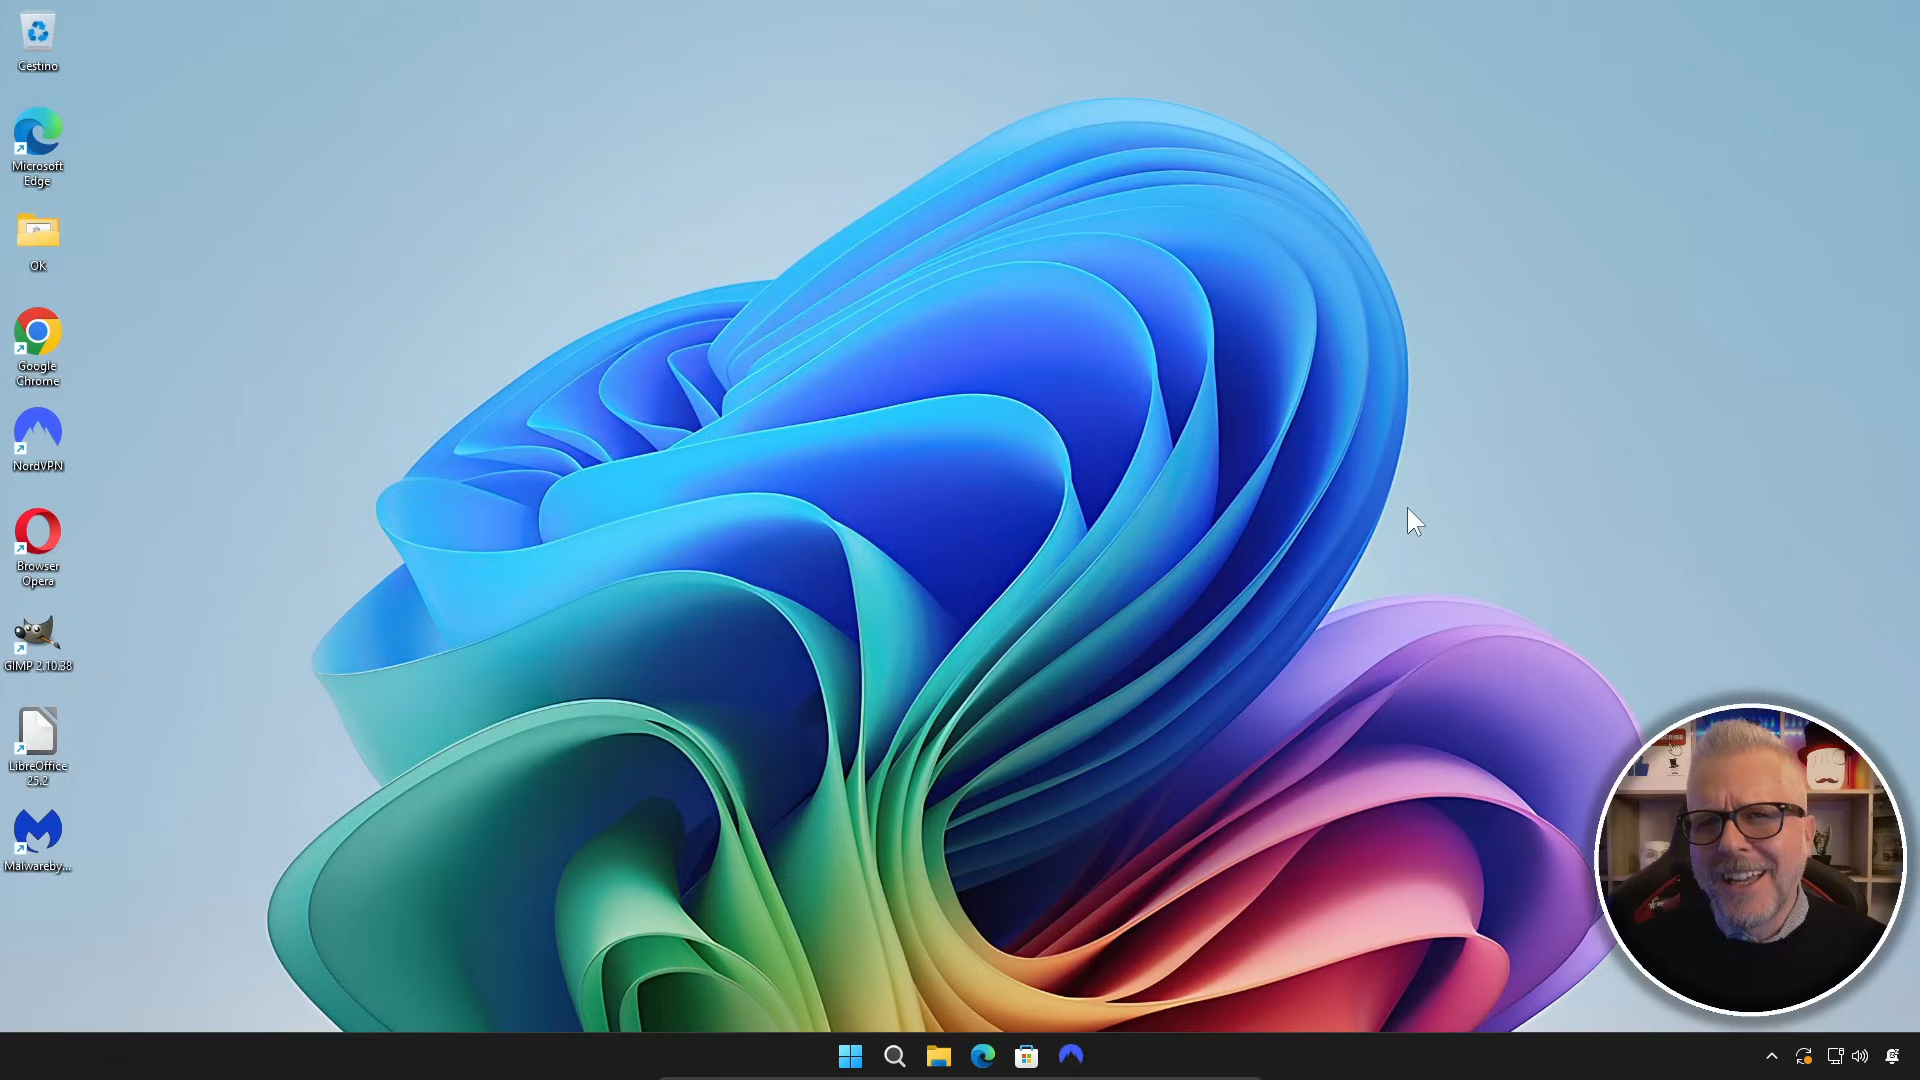 Cestino
Microsoft
Edge
OK
Google
Chrome
NordVPN
Browser
Opera
GIMP 2.10.38
LibreOffice
25.2
Malwareby...